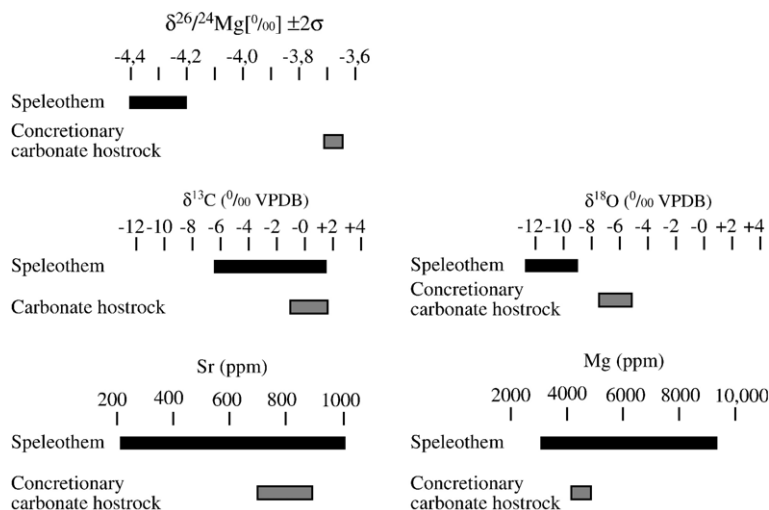 δ²⁶/²⁴Mg[⁰/₀₀] ±2σ
-4,4 -4,2 -4,0 -3,8 -3,6
Speleothem
Concretionary
carbonate hostrock
δ¹³C (⁰/₀₀ VPDB)
-12 -10 -8 -6 -4 -2 -0 +2 +4
Speleothem
Carbonate hostrock
δ¹⁸O (⁰/₀₀ VPDB)
-12 -10 -8 -6 -4 -2 -0 +2 +4
Speleothem
Concretionary
carbonate hostrock
Sr (ppm)
200 400 600 800 1000
Speleothem
Concretionary
carbonate hostrock
Mg (ppm)
2000 4000 6000 8000 10,000
Speleothem
Concretionary
carbonate hostrock